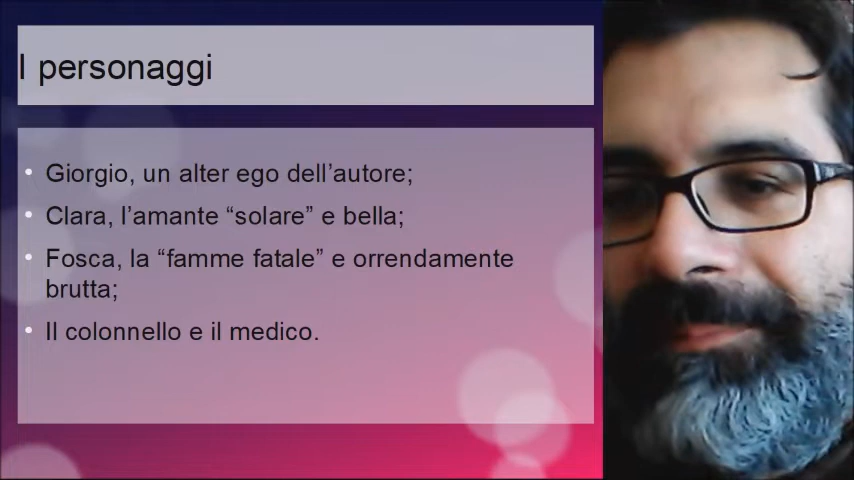 I personaggi
• Giorgio, un alter ego dell’autore;
• Clara, l’amante “solare” e bella;
• Fosca, la “famme fatale” e orrendamente
brutta;
• Il colonnello e il medico.